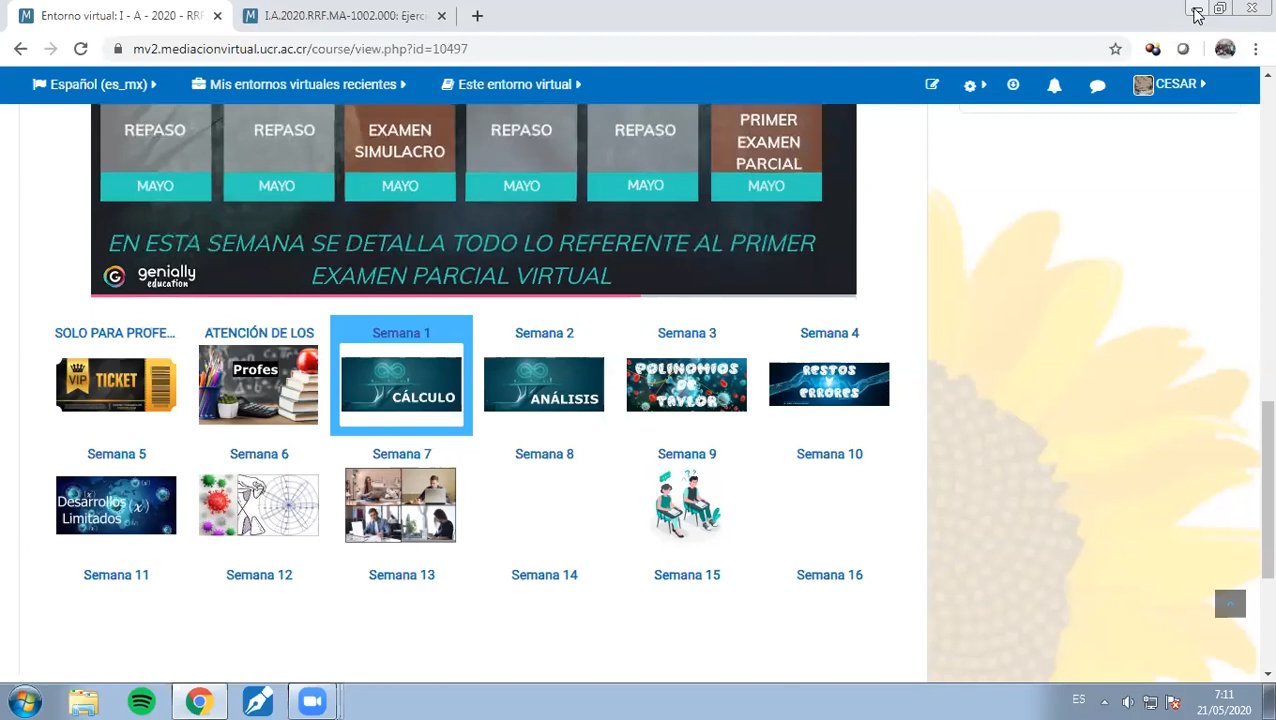 Entorno virtual: I - A - 2020 - RRF
I.A.2020.RRF.MA-1002.000: Ejerci
mv2.mediacionvirtual.ucr.ac.cr/course/view.php?id=10497
Español (es_mx)
Mis entornos virtuales recientes
Este entorno virtual
CESAR
REPASO
REPASO
EXAMEN
SIMULACRO
REPASO
REPASO
PRIMER
EXAMEN
PARCIAL
MAYO
MAYO
MAYO
MAYO
MAYO
MAYO
EN ESTA SEMANA SE DETALLA TODO LO REFERENTE AL PRIMER
EXAMEN PARCIAL VIRTUAL
genially
education
SOLO PARA PROFE...
ATENCIÓN DE LOS
Semana 1
Semana 2
Semana 3
Semana 4
VIP
TICKET
Profes
CÁLCULO
ANÁLISIS
POLINOMIOS
DE
TAYLOR
RESTOS
Y
ERRORES
Semana 5
Semana 6
Semana 7
Semana 8
Semana 9
Semana 10
Desarrollos
Limitados
(x)
Semana 11
Semana 12
Semana 13
Semana 14
Semana 15
Semana 16
ES
7:11
21/05/2020